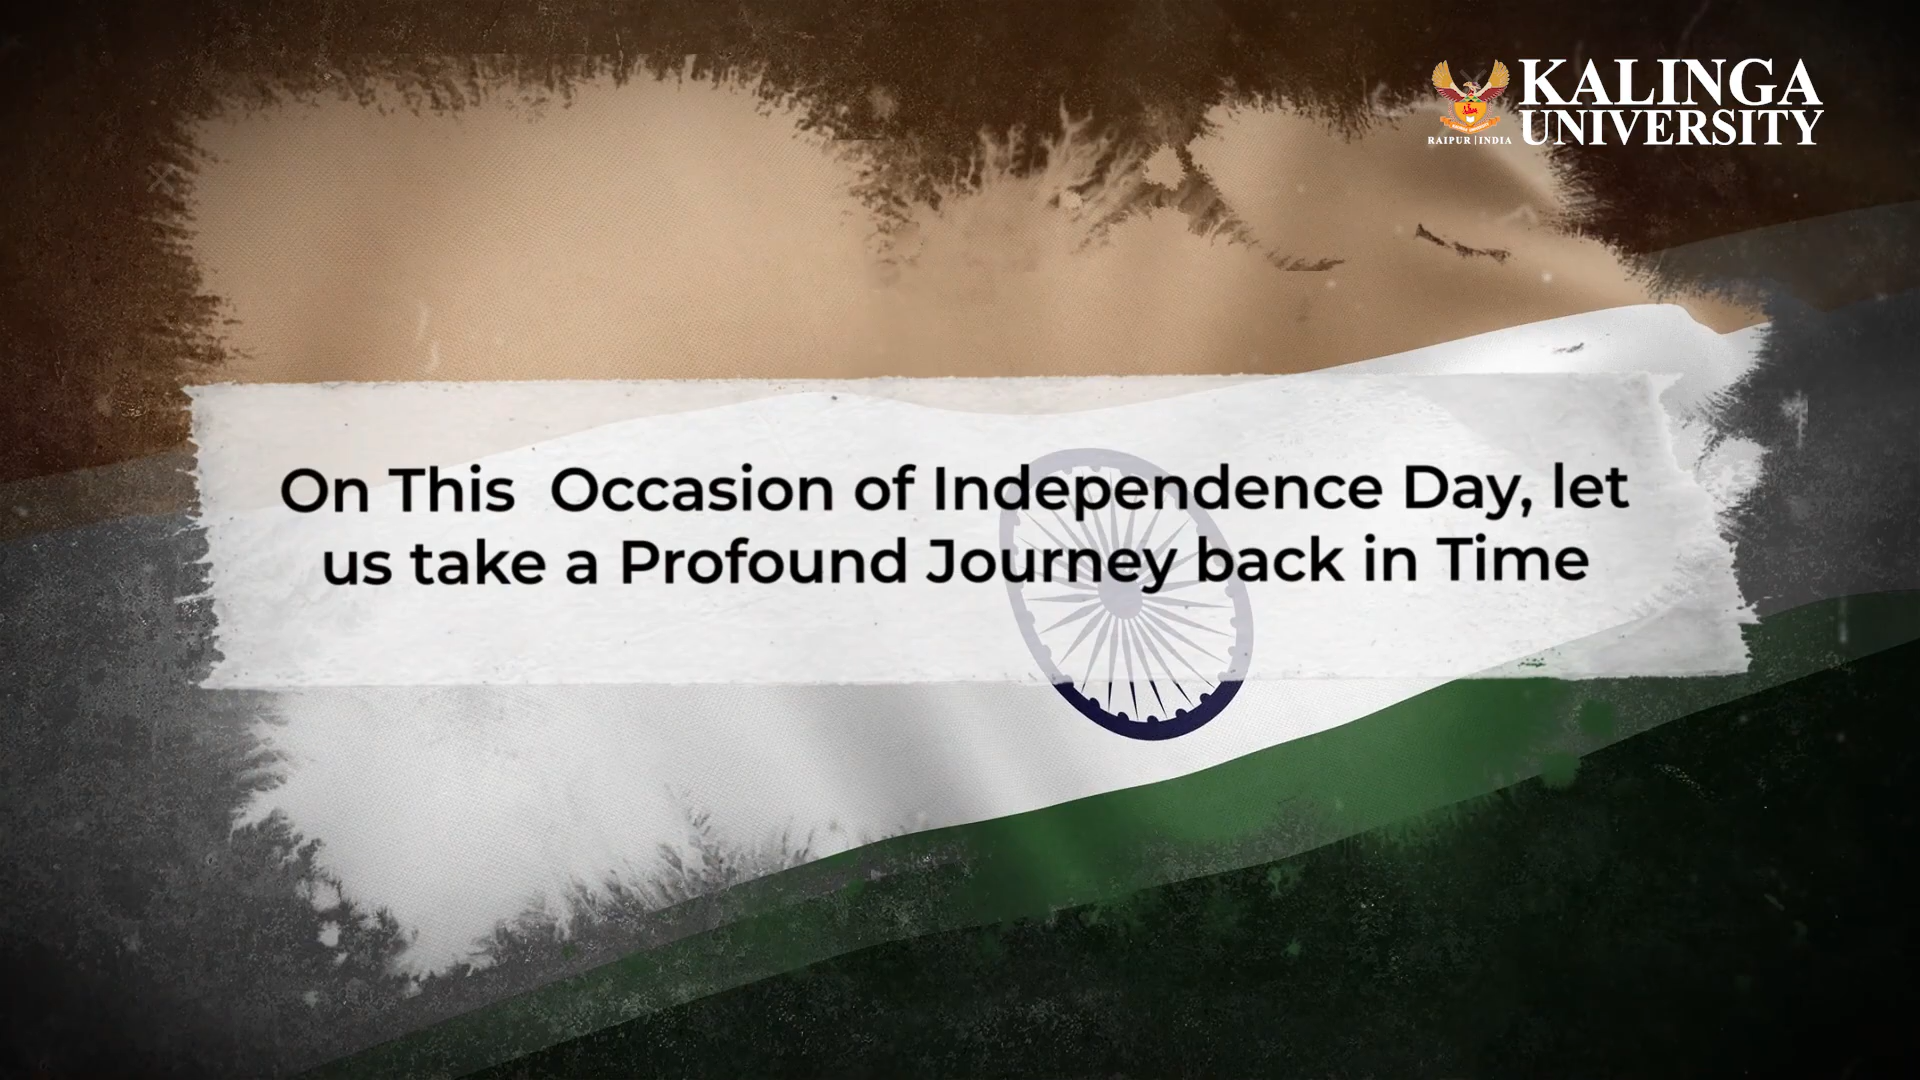 KALINGA
UNIVERSITY
RAIPUR | INDIA
On This  Occasion of Independence Day, let
us take a Profound Journey back in Time